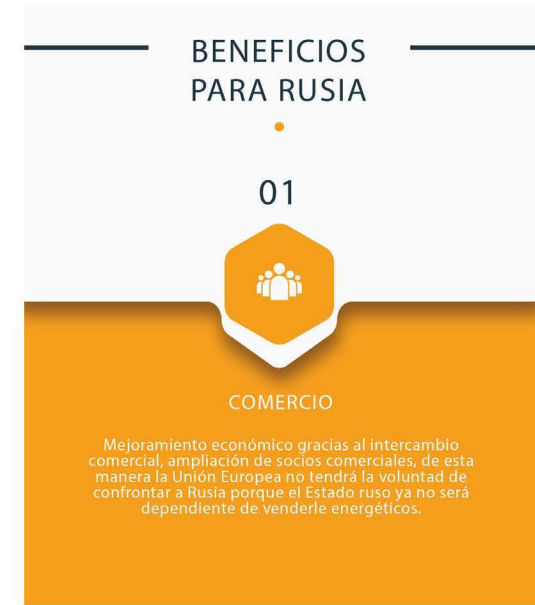 BENEFICIOS
PARA RUSIA
01
COMERCIO
Mejoramiento económico gracias al intercambio
comercial, ampliación de socios comerciales, de esta
manera la Unión Europea no tendrá la voluntad de
confrontar a Rusia porque el Estado ruso ya no será
dependiente de venderle energéticos.